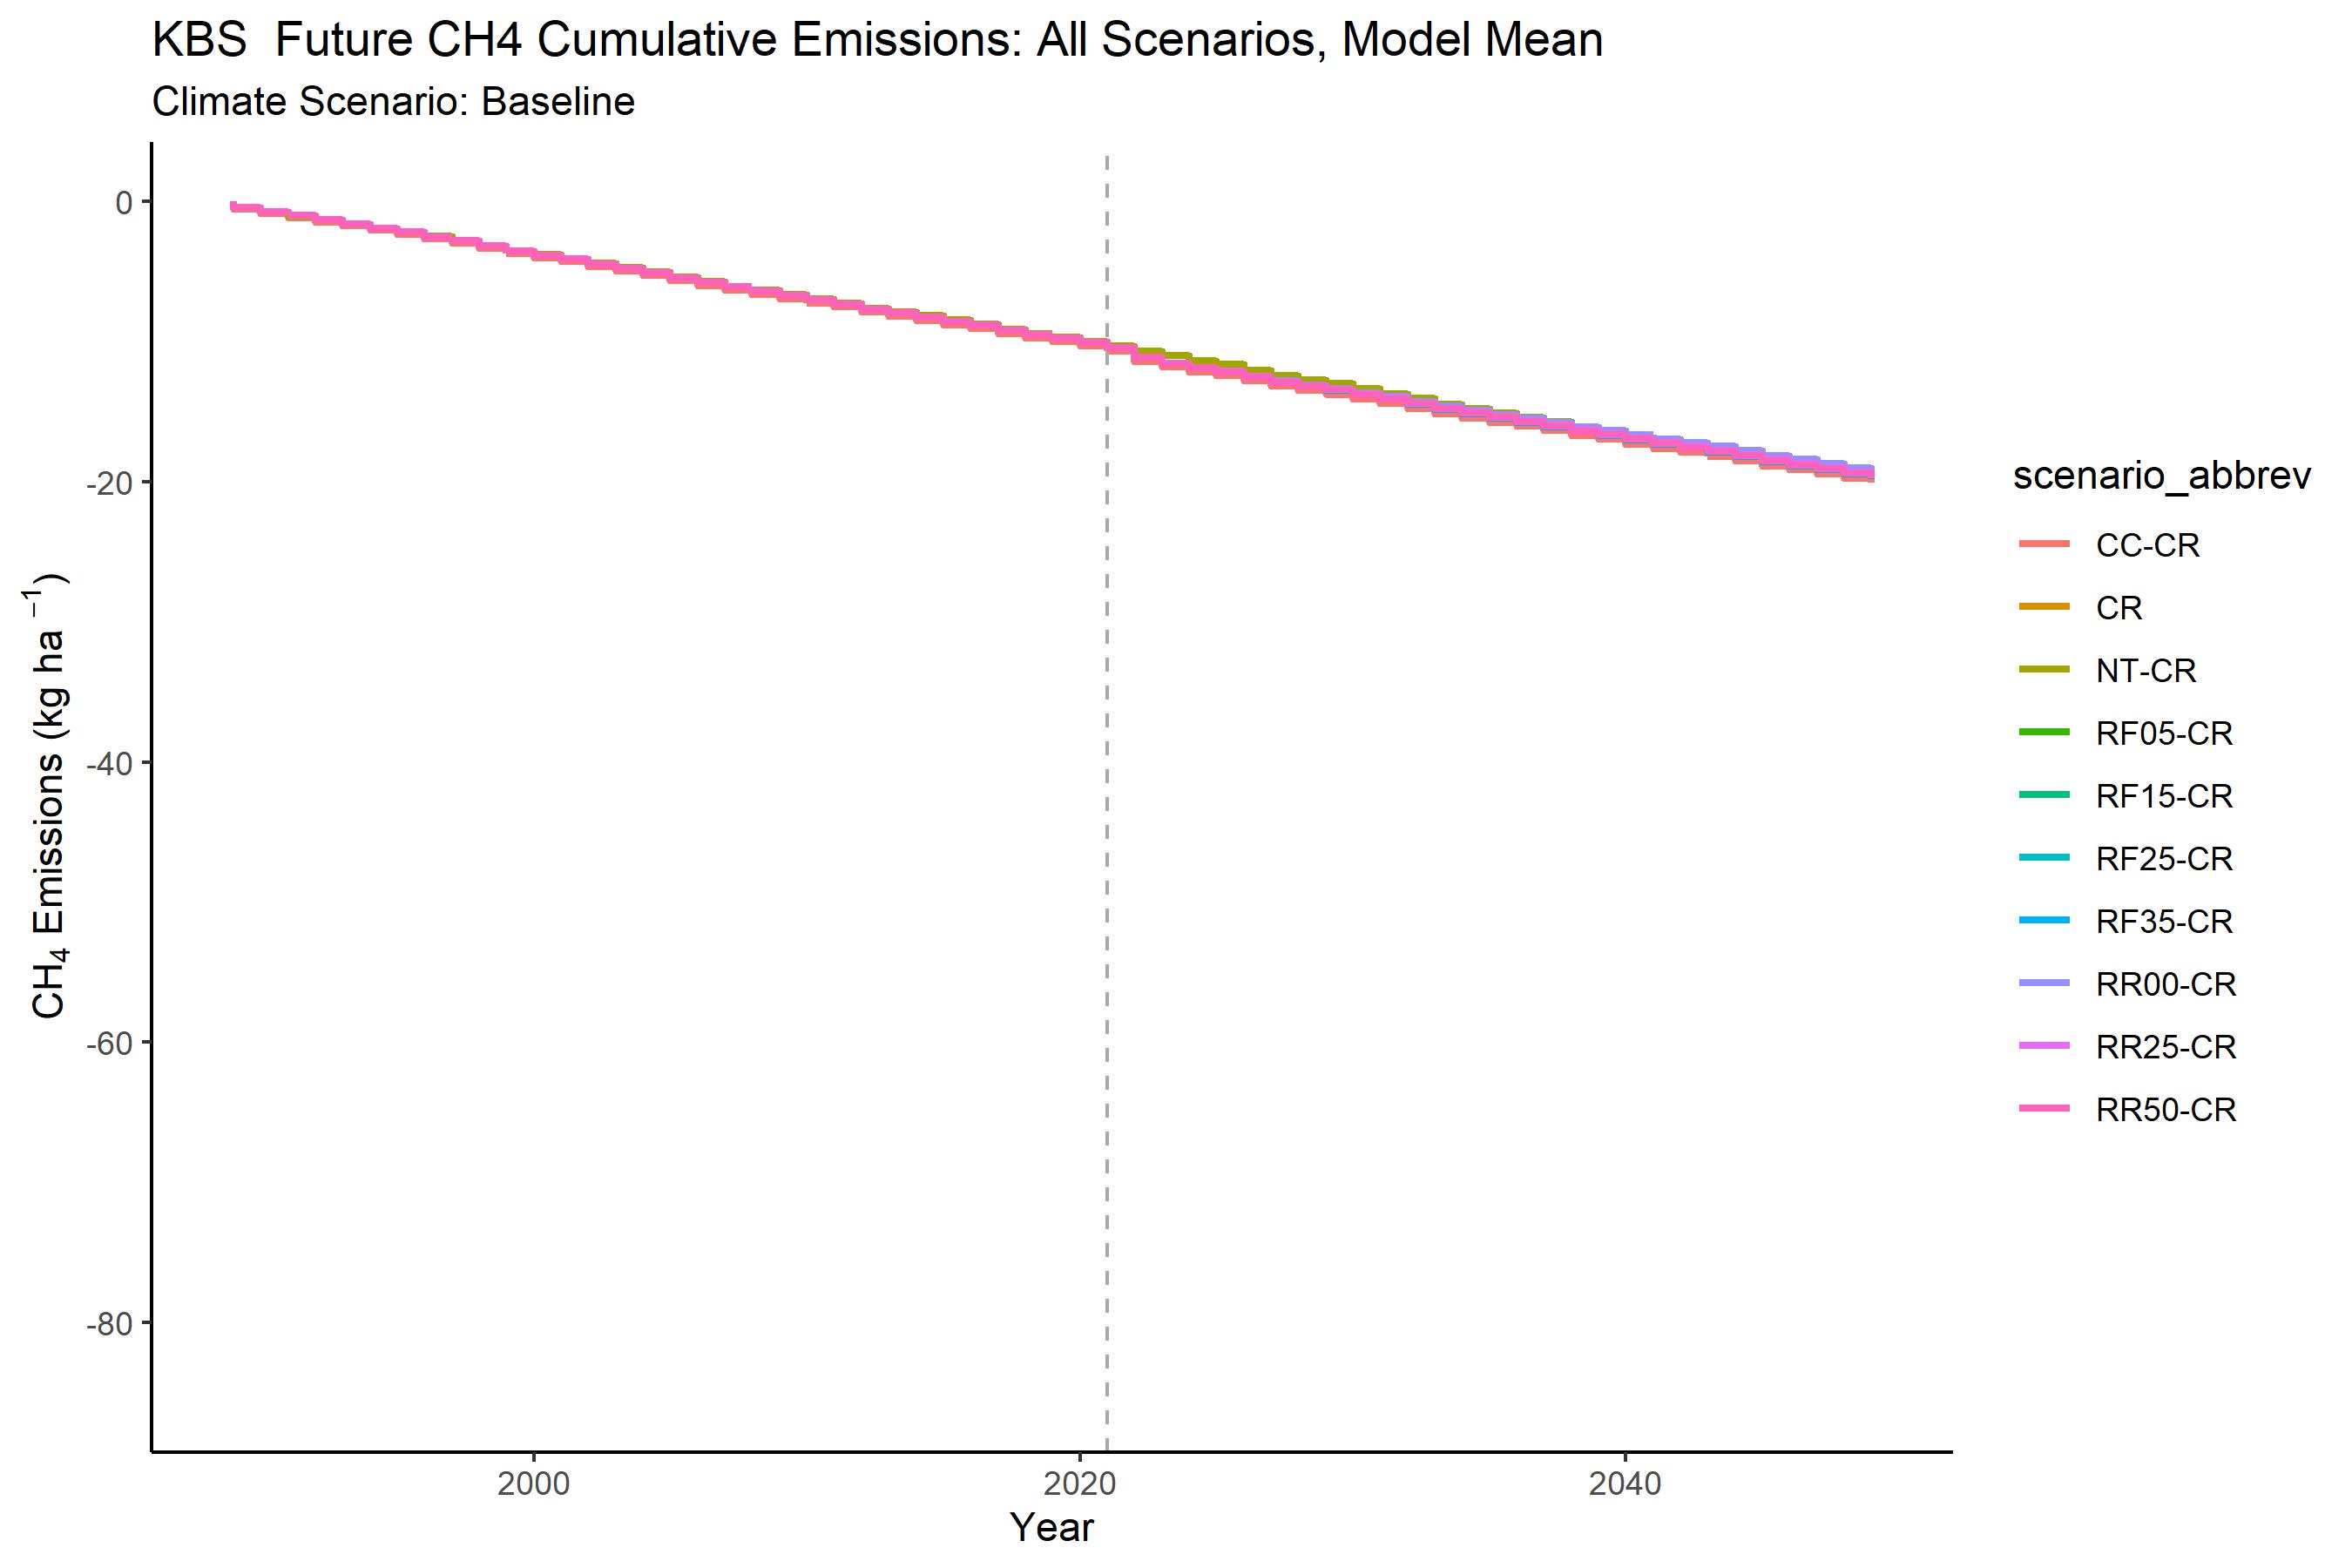 KBS  Future CH4 Cumulative Emissions: All Scenarios, Model Mean
Climate Scenario: Baseline
CH₄ Emissions (kg ha ⁻¹)
0
-20
-40
-60
-80
2000
2020
2040
Year
scenario_abbrev
CC-CR
CR
NT-CR
RF05-CR
RF15-CR
RF25-CR
RF35-CR
RR00-CR
RR25-CR
RR50-CR